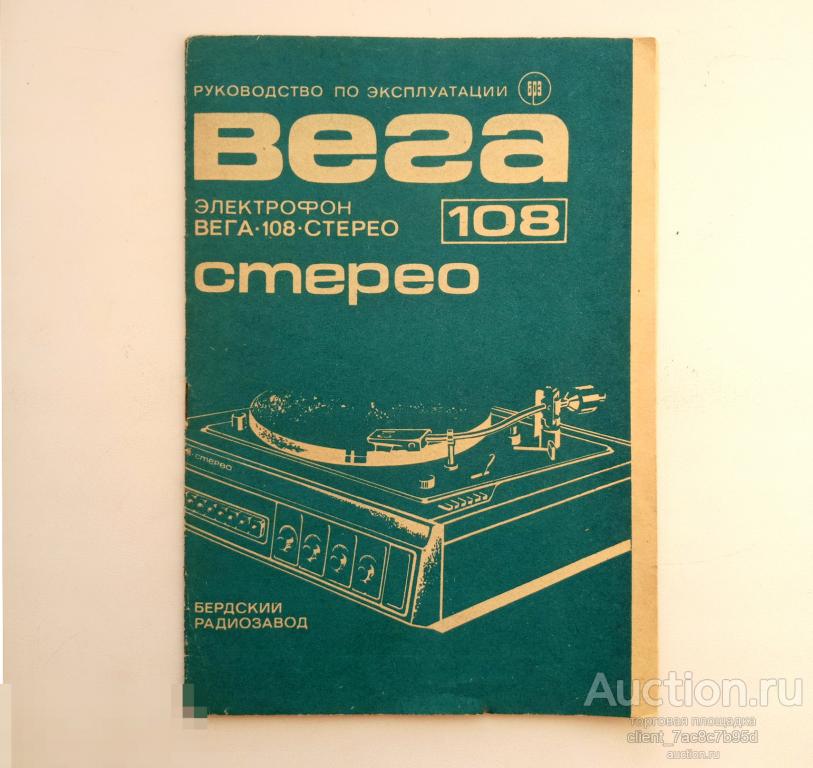 РУКОВОДСТВО ПО ЭКСПЛУАТАЦИИ брз
вега
ЭЛЕКТРОФОН
ВЕГА·108·СТЕРЕО
108
стерео
стерео
БЕРДСКИЙ
РАДИОЗАВОД
Auction.ru
торговая площадка
client_7ac8c7b95d
auction.ru